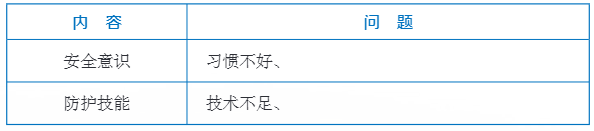 内 容 问 题
安全意识 习惯不好、
防护技能 技术不足、